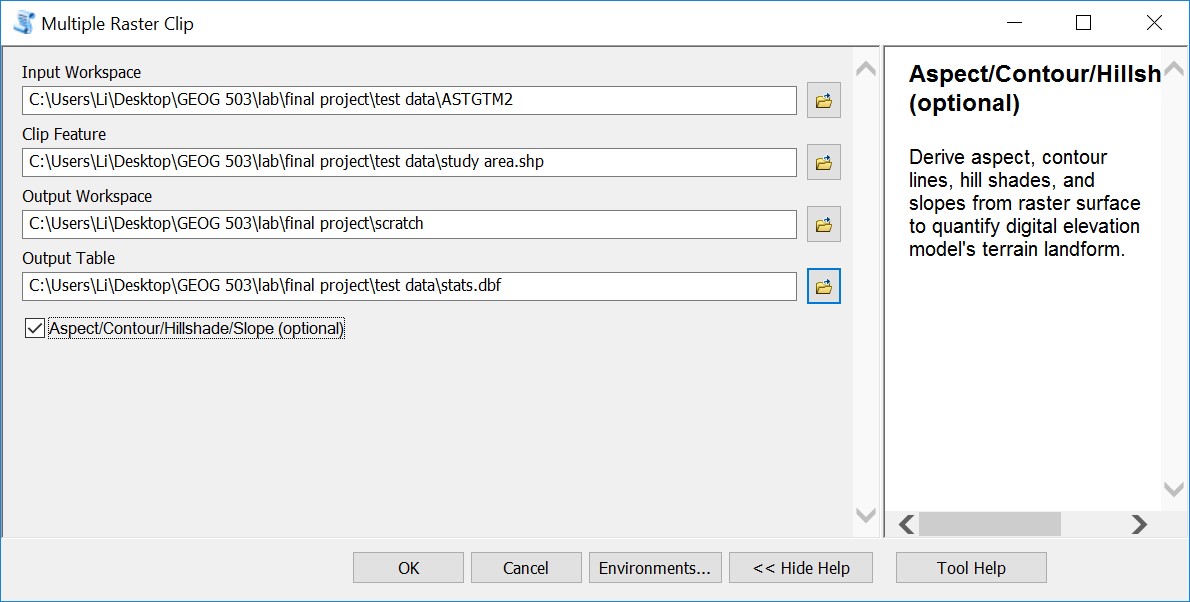 Multiple Raster Clip
Input Workspace
C:\Users\Li\Desktop\GEOG 503\lab\final project\test data\ASTGTM2
Clip Feature
C:\Users\Li\Desktop\GEOG 503\lab\final project\test data\study area.shp
Output Workspace
C:\Users\Li\Desktop\GEOG 503\lab\final project\scratch
Output Table
C:\Users\Li\Desktop\GEOG 503\lab\final project\test data\stats.dbf
Aspect/Contour/Hillshade/Slope (optional)
Aspect/Contour/Hillsh
(optional)
Derive aspect, contour
lines, hill shades, and
slopes from raster surface
to quantify digital elevation
model's terrain landform.
OK
Cancel
Environments...
<< Hide Help
Tool Help